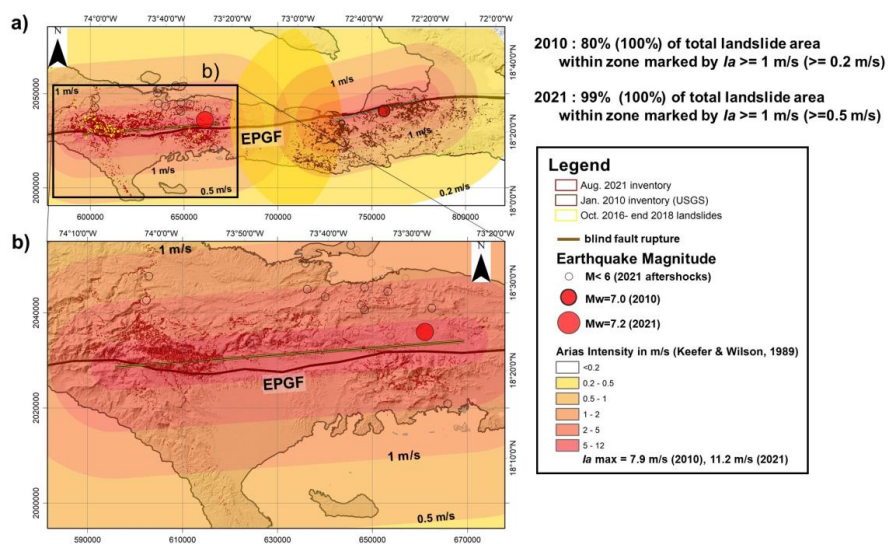 a)
74°0'0"W 73°40'0"W 73°20'0"W 73°0'0"W 72°40'0"W 72°20'0"W 72°0'0"W
N
b)
1 m/s
1 m/s
EPGF
1 m/s
1 m/s
0.5 m/s
0.2 m/s
2050000
2000000
18°40'0"N
18°20'0"N
18°0'0"N
600000 650000 700000 750000 800000
b)
74°10'0"W 74°0'0"W 73°50'0"W 73°40'0"W 73°30'0"W 73°20'0"W
1 m/s
N
EPGF
1 m/s
0.5 m/s
2040000
2020000
2000000
18°30'0"N
18°20'0"N
18°10'0"N
590000 610000 630000 650000 670000
2010 : 80% (100%) of total landslide area
within zone marked by Ia >= 1 m/s (>= 0.2 m/s)
2021 : 99% (100%) of total landslide area
within zone marked by Ia >= 1 m/s (>=0.5 m/s)
Legend
Aug. 2021 inventory
Jan. 2010 inventory (USGS)
Oct. 2016- end 2018 landslides
blind fault rupture
Earthquake Magnitude
M< 6 (2021 aftershocks)
Mw=7.0 (2010)
Mw=7.2 (2021)
Arias Intensity in m/s (Keefer & Wilson, 1989)
<0.2
0.2 - 0.5
0.5 - 1
1 - 2
2 - 5
5 - 12
Ia max = 7.9 m/s (2010), 11.2 m/s (2021)